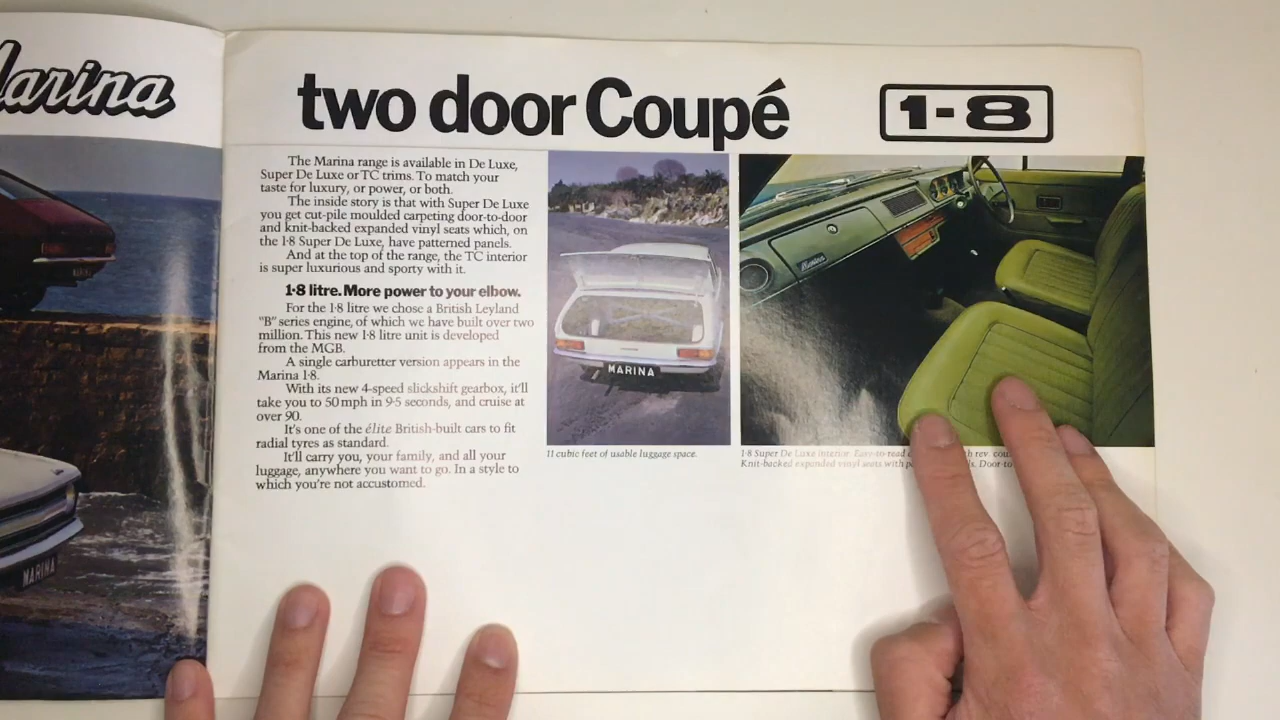 Marina
two door Coupé
1-8
The Marina range is available in De Luxe,
Super De Luxe or TC trims. To match your
taste for luxury, or power, or both.
The inside story is that with Super De Luxe
you get cut-pile moulded carpeting door-to-door
and knit-backed expanded vinyl seats which, on
the 1·8 Super De Luxe, have patterned panels.
And at the top of the range, the TC interior
is super luxurious and sporty with it.
1·8 litre. More power to your elbow.
For the 1·8 litre we chose a British Leyland
"B" series engine, of which we have built over two
million. This new 1·8 litre unit is developed
from the MGB.
A single carburetter version appears in the
Marina 1·8.
With its new 4-speed slickshift gearbox, it'll
take you to 50 mph in 9·5 seconds, and cruise at
over 90.
It's one of the élite British-built cars to fit
radial tyres as standard.
It'll carry you, your family, and all your
luggage, anywhere you want to go. In a style to
which you're not accustomed.
MARINA
11 cubic feet of usable luggage space.
Marina
1·8 Super De Luxe interior. Easy-to-read rev
Knit-backed expanded vinyl seats with
MARINA